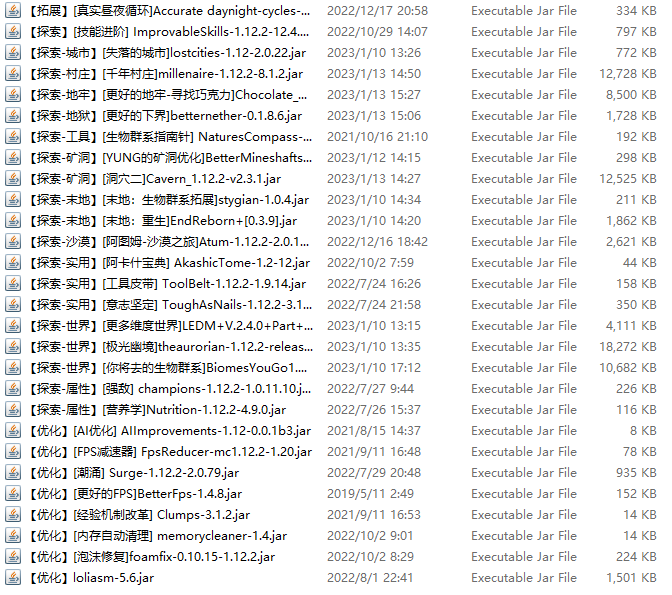 【拓展】[真实昼夜循环]Accurate daynight-cycles-... 2022/12/17 20:58 Executable Jar File 334 KB
【探索】[技能进阶] ImprovableSkills-1.12.2-12.4.... 2022/10/29 14:07 Executable Jar File 797 KB
【探索-城市】[失落的城市]lostcities-1.12-2.0.22.jar 2023/1/10 13:26 Executable Jar File 772 KB
【探索-村庄】[千年村庄]millenaire-1.12.2-8.1.2.jar 2023/1/13 14:50 Executable Jar File 12,728 KB
【探索-地牢】[更好的地牢-寻找巧克力]Chocolate_... 2023/1/13 15:27 Executable Jar File 8,500 KB
【探索-地狱】[更好的下界]betternether-0.1.8.6.jar 2023/1/13 15:06 Executable Jar File 1,728 KB
【探索-工具】[生物群系指南针] NaturesCompass-... 2021/10/16 21:10 Executable Jar File 192 KB
【探索-矿洞】[YUNG的矿洞优化]BetterMineshafts... 2023/1/12 14:15 Executable Jar File 298 KB
【探索-矿洞】[洞穴二]Cavern_1.12.2-v2.3.1.jar 2023/1/13 14:27 Executable Jar File 12,525 KB
【探索-末地】[末地：生物群系拓展]stygian-1.0.4.jar 2023/1/10 14:34 Executable Jar File 211 KB
【探索-末地】[末地：重生]EndReborn+[0.3.9].jar 2023/1/10 14:20 Executable Jar File 1,862 KB
【探索-沙漠】[阿图姆-沙漠之旅]Atum-1.12.2-2.0.1... 2022/12/16 18:42 Executable Jar File 2,621 KB
【探索-实用】[阿卡什宝典] AkashicTome-1.2-12.jar 2022/10/2 7:59 Executable Jar File 44 KB
【探索-实用】[工具皮带] ToolBelt-1.12.2-1.9.14.jar 2022/7/24 16:26 Executable Jar File 158 KB
【探索-实用】[意志坚定] ToughAsNails-1.12.2-3.1... 2022/7/24 21:58 Executable Jar File 350 KB
【探索-世界】[更多维度世界]LEDM+V.2.4.0+Part+... 2023/1/10 13:15 Executable Jar File 4,111 KB
【探索-世界】[极光幽境]theaurorian-1.12.2-releas... 2023/1/10 13:35 Executable Jar File 18,272 KB
【探索-世界】[你将去的生物群系]BiomesYouGo1.... 2023/1/10 17:12 Executable Jar File 10,682 KB
【探索-属性】[强敌] champions-1.12.2-1.0.11.10.j... 2022/7/27 9:44 Executable Jar File 226 KB
【探索-属性】[营养学]Nutrition-1.12.2-4.9.0.jar 2022/7/26 15:37 Executable Jar File 116 KB
【优化】[AI优化] AIImprovements-1.12-0.0.1b3.jar 2021/8/15 14:37 Executable Jar File 8 KB
【优化】[FPS减速器] FpsReducer-mc1.12.2-1.20.jar 2021/9/11 16:48 Executable Jar File 78 KB
【优化】[潮涌] Surge-1.12.2-2.0.79.jar 2022/7/29 20:48 Executable Jar File 935 KB
【优化】[更好的FPS]BetterFps-1.4.8.jar 2019/5/11 2:49 Executable Jar File 152 KB
【优化】[经验机制改革] Clumps-3.1.2.jar 2021/9/11 16:53 Executable Jar File 14 KB
【优化】[内存自动清理] memorycleaner-1.4.jar 2022/10/2 9:01 Executable Jar File 14 KB
【优化】[泡沫修复]foamfix-0.10.15-1.12.2.jar 2022/10/2 8:29 Executable Jar File 224 KB
【优化】loliasm-5.6.jar 2022/8/1 22:41 Executable Jar File 1,501 KB